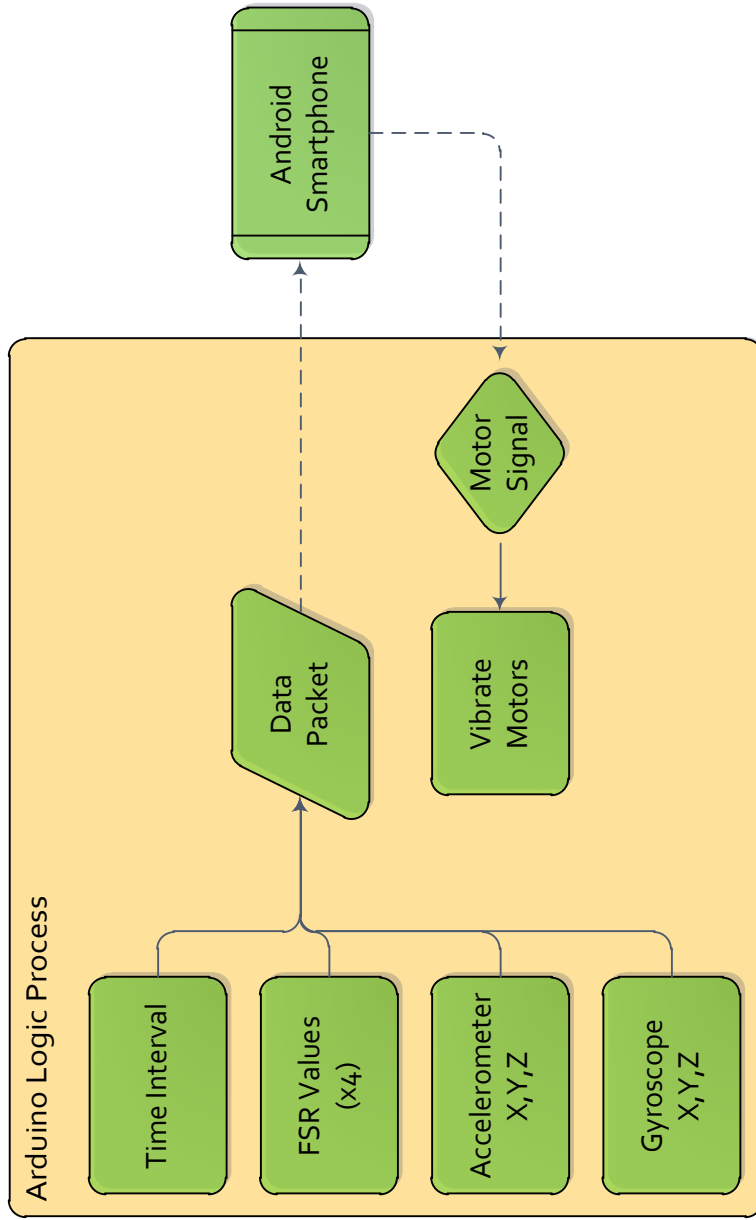 Arduino Logic Process
Time Interval
FSR Values
(x4)
Accelerometer
X,Y,Z
Gyroscope
X,Y,Z
Data
Packet
Vibrate
Motors
Motor
Signal
Android
Smartphone